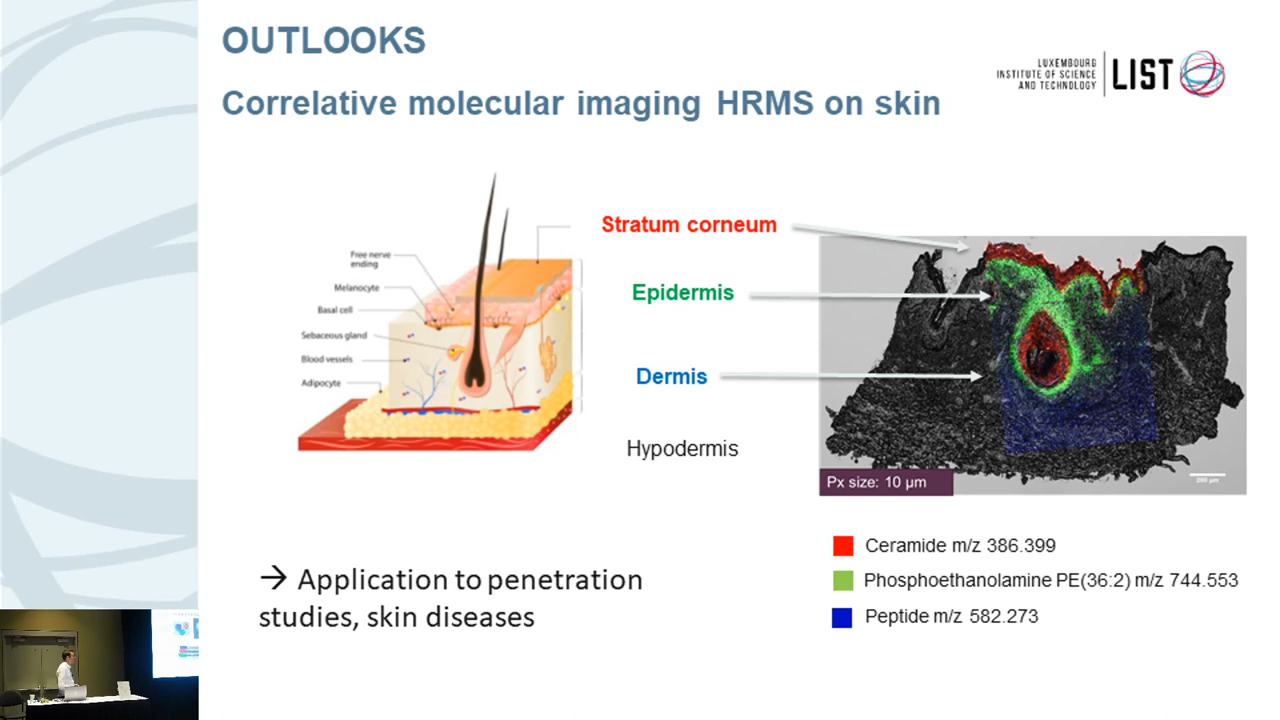 OUTLOOKS
LUXEMBOURG
INSTITUTE OF SCIENCE
AND TECHNOLOGY
LIST
Correlative molecular imaging HRMS on skin
Free nerve
ending
Melanocyte
Basal cell
Sebaceous gland
Blood vessels
Adipocyte
Stratum corneum
Epidermis
Dermis
Hypodermis
Px size: 10 µm
200 µm
→ Application to penetration
studies, skin diseases
Ceramide m/z 386.399
Phosphoethanolamine PE(36:2) m/z 744.553
Peptide m/z 582.273